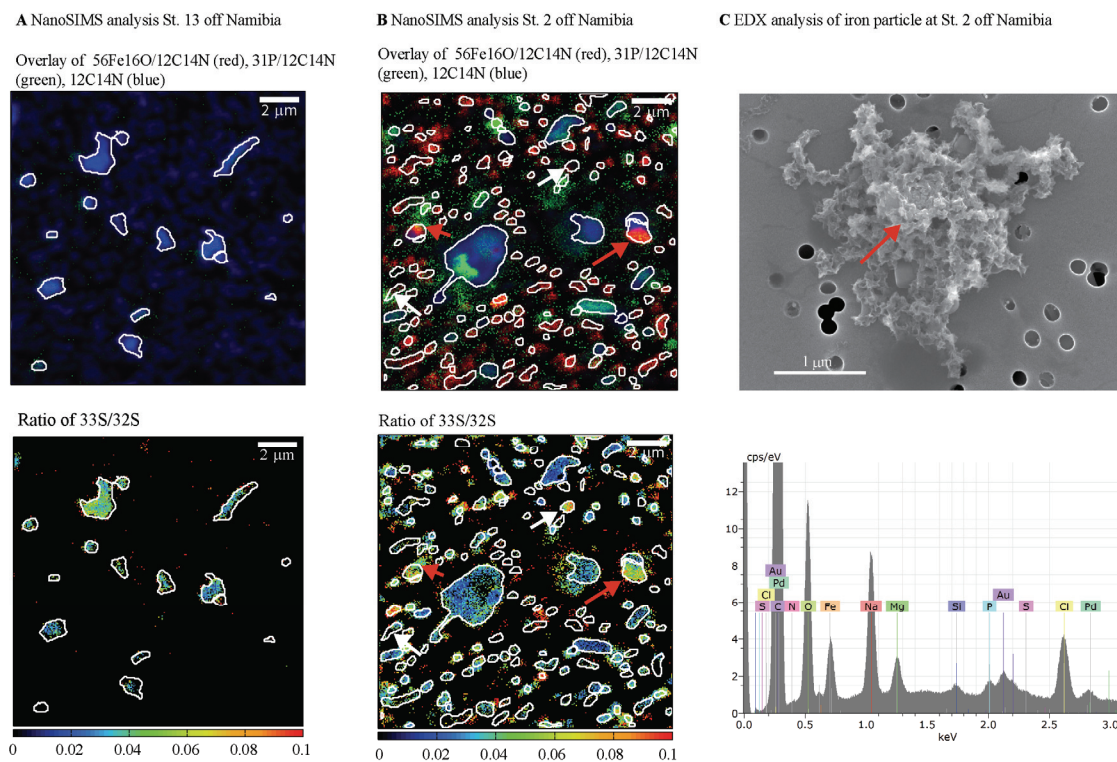 A NanoSIMS analysis St. 13 off Namibia
Overlay of 56Fe16O/12C14N (red), 31P/12C14N
(green), 12C14N (blue)
2 µm
Ratio of 33S/32S
2 µm
0 0.02 0.04 0.06 0.08 0.1
B NanoSIMS analysis St. 2 off Namibia
Overlay of 56Fe16O/12C14N (red), 31P/12C14N
(green), 12C14N (blue)
2 µm
Ratio of 33S/32S
2 µm
0 0.02 0.04 0.06 0.08 0.1
C EDX analysis of iron particle at St. 2 off Namibia
1 µm
cps/eV
12
10
8
Au
Pd
Cl Au
6 S C N O Fe Na Mg Si P S Cl Pd
4
2
0
0.0 0.5 1.0 1.5 2.0 2.5 3.0
keV